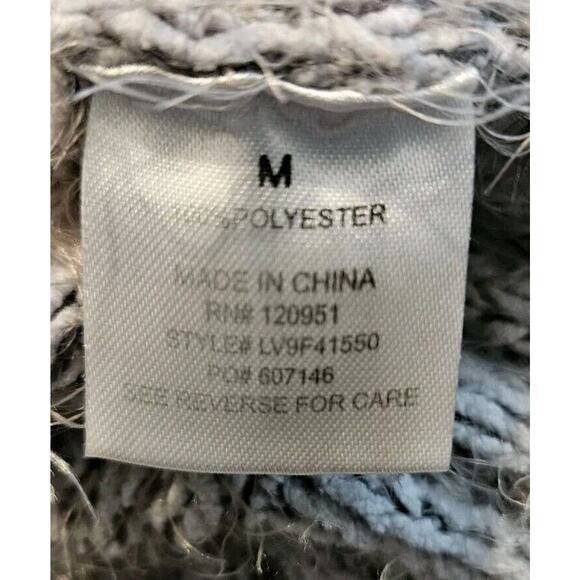 M
100% POLYESTER
MADE IN CHINA
RN# 120951
STYLE# LV9F41550
PO# 607146
SEE REVERSE FOR CARE